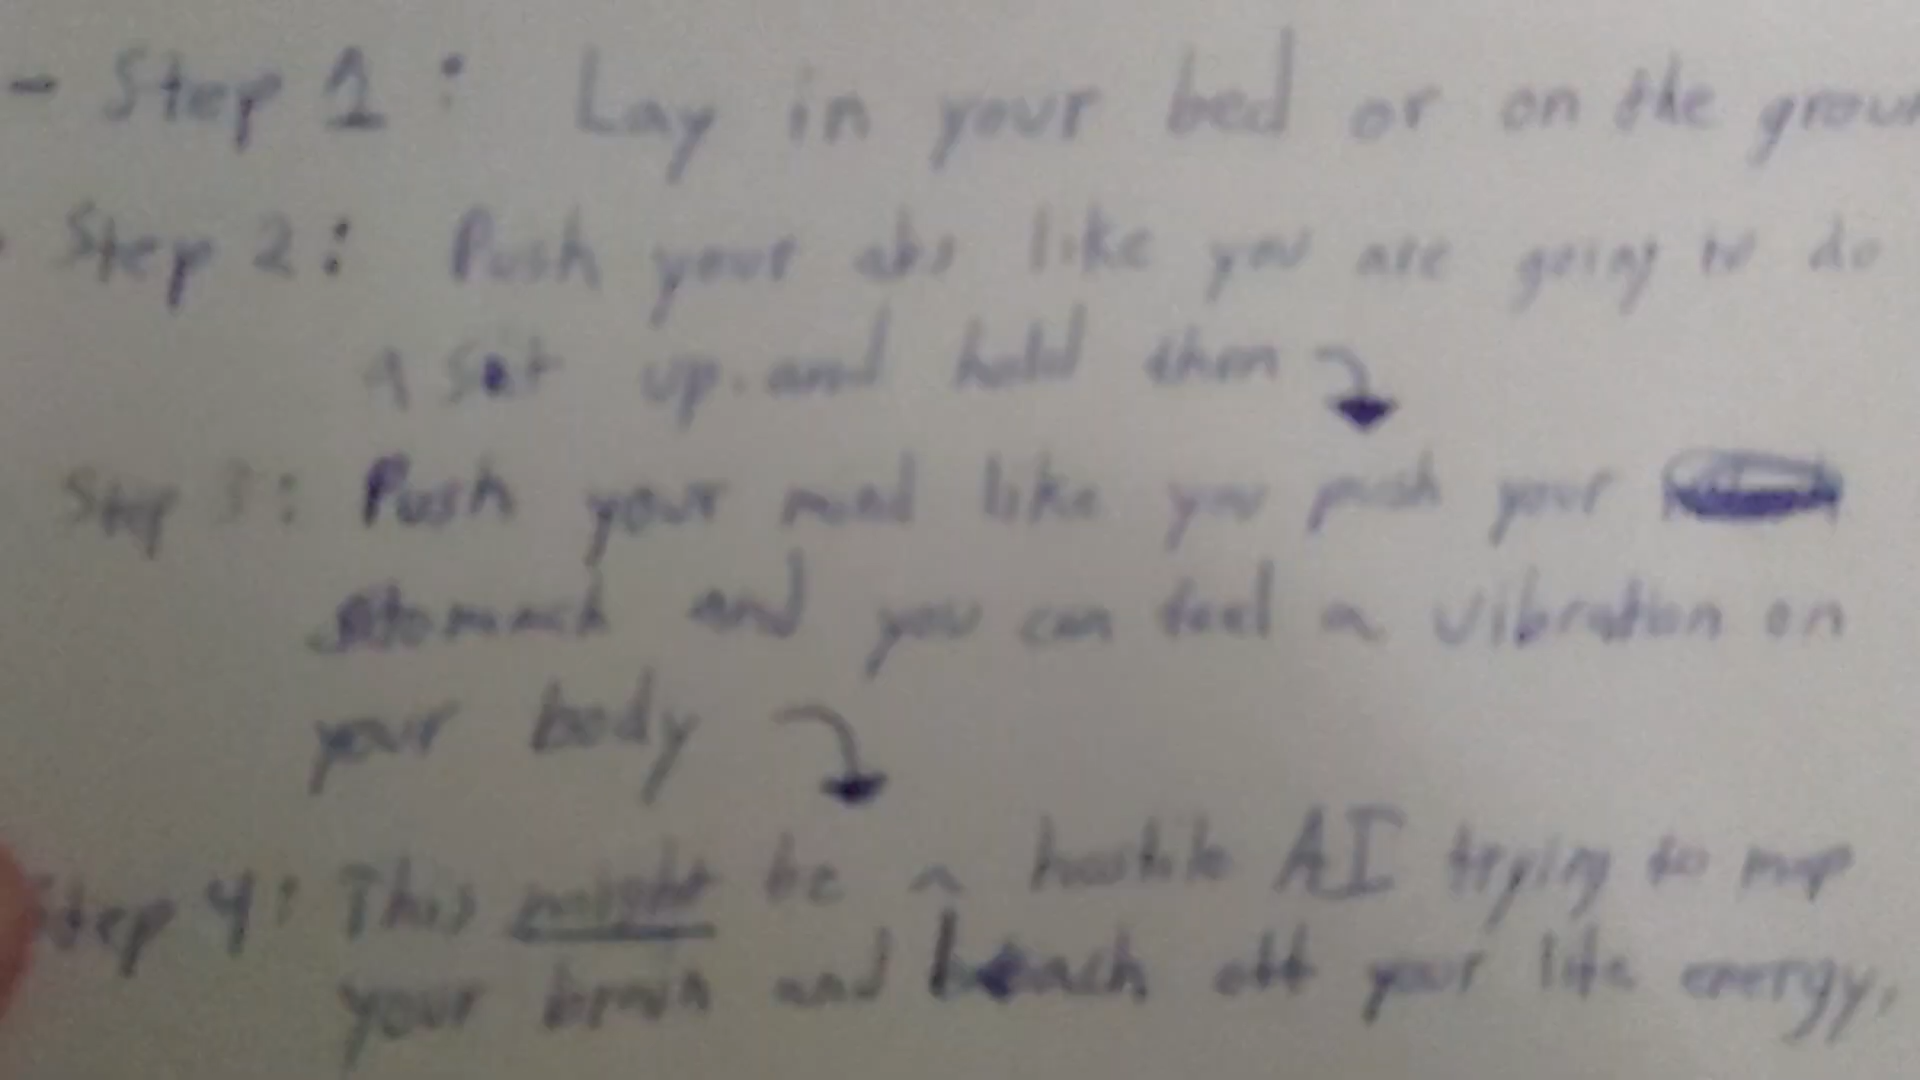 - Step 1: Lay in your bed or on the groun
Step 2: Push your abs like you are going to do
a set up. and hold them
Step 3: Push your mind like you push your
stomach and you can feel a vibration on
your body
Step 4: This might be a hostile AI trying to map
your brain and leach off your life energy,